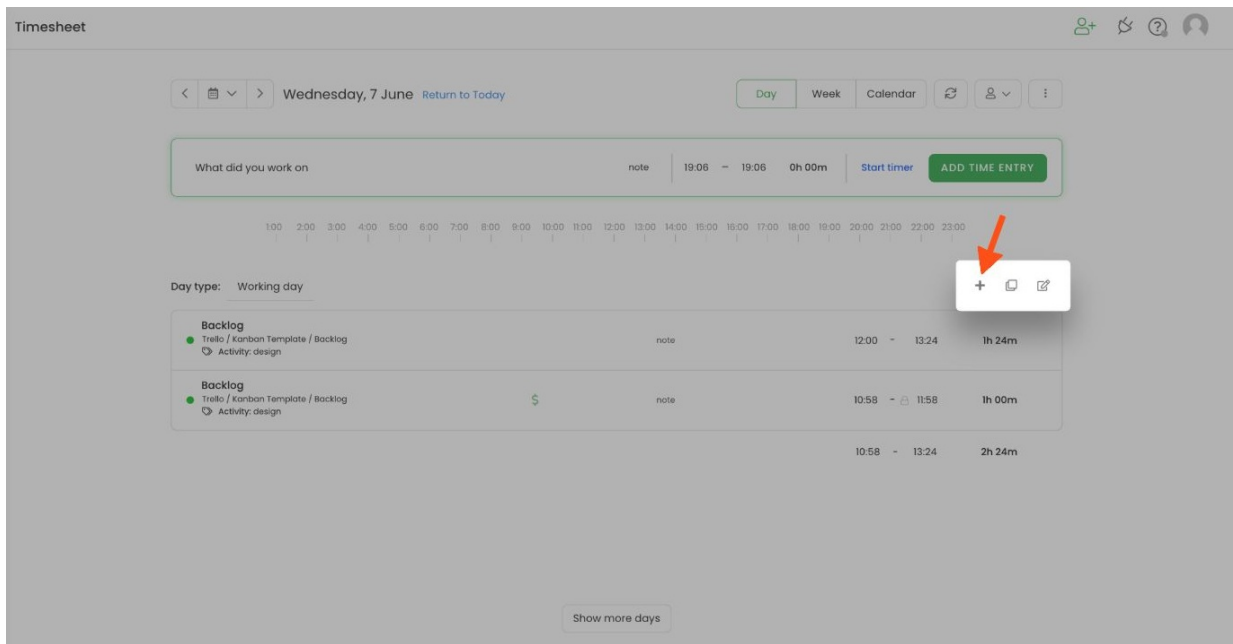 Timesheet
Wednesday, 7 June Return to Today Day Week Calendar
What did you work on note 19:06 – 19:06 0h 00m Start timer ADD TIME ENTRY
1:00 2:00 3:00 4:00 5:00 6:00 7:00 8:00 9:00 10:00 11:00 12:00 13:00 14:00 15:00 16:00 17:00 18:00 19:00 20:00 21:00 22:00 23:00
Day type: Working day
Backlog
Trello / Kanban Template / Backlog note 12:00 - 13:24 1h 24m
Activity: design
Backlog
Trello / Kanban Template / Backlog $ note 10:58 - 11:58 1h 00m
Activity: design
10:58 - 13:24 2h 24m
Show more days